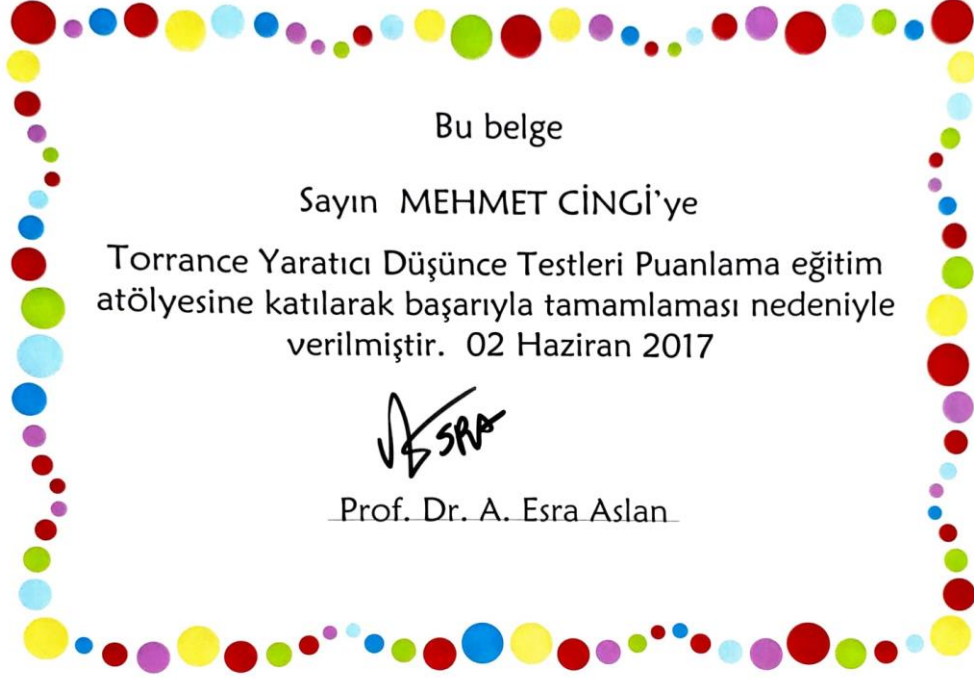 Bu belge
Sayın MEHMET CİNGİ'ye
Torrance Yaratıcı Düşünce Testleri Puanlama eğitim
atölyesine katılarak başarıyla tamamlaması nedeniyle
verilmiştir. 02 Haziran 2017
ESRA
Prof. Dr. A. Esra Aslan